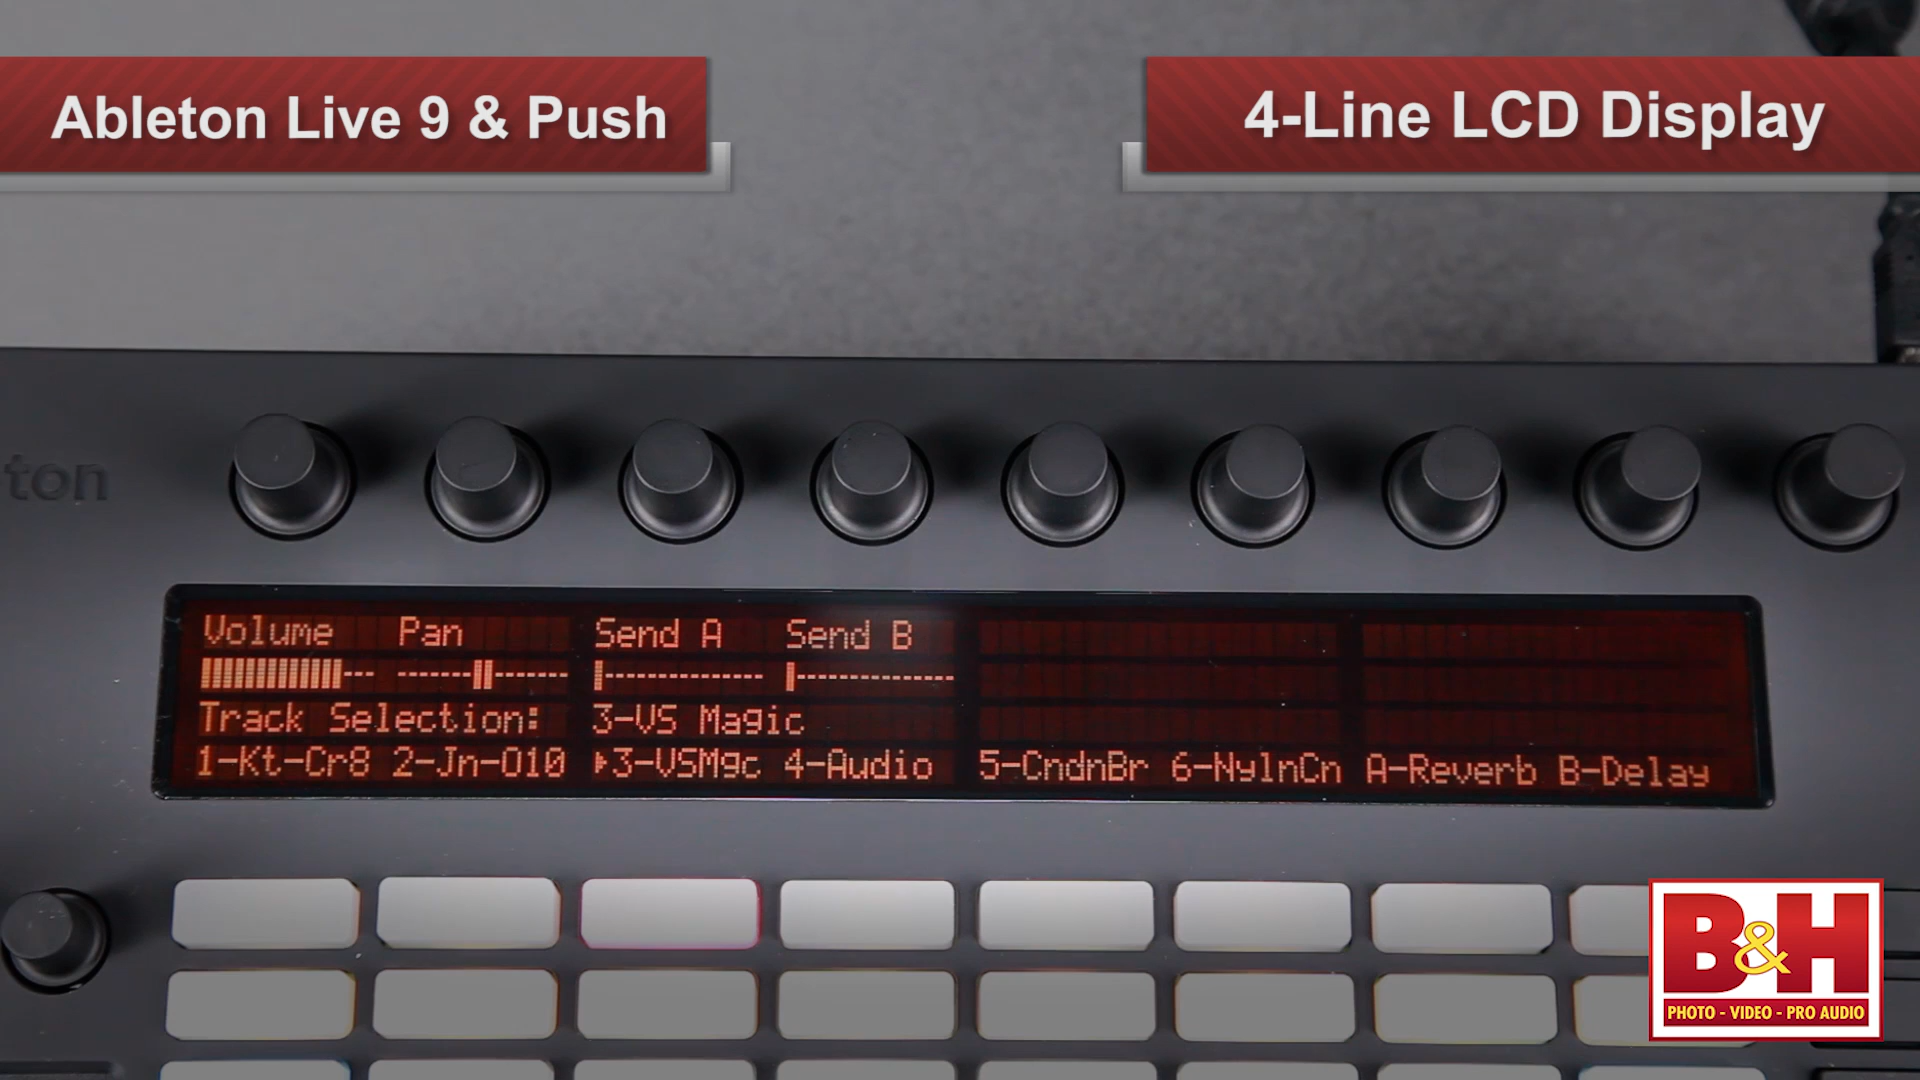 Ableton Live 9 & Push
4-Line LCD Display
ton
Volume Pan Send A Send B
Track Selection: 3-VS Magic
1-Kt-Cr8 2-Jn-O10 3-VSMgc 4-Audio 5-CndnBr 6-NylnCn A-Reverb B-Delay
B&H
PHOTO - VIDEO - PRO AUDIO